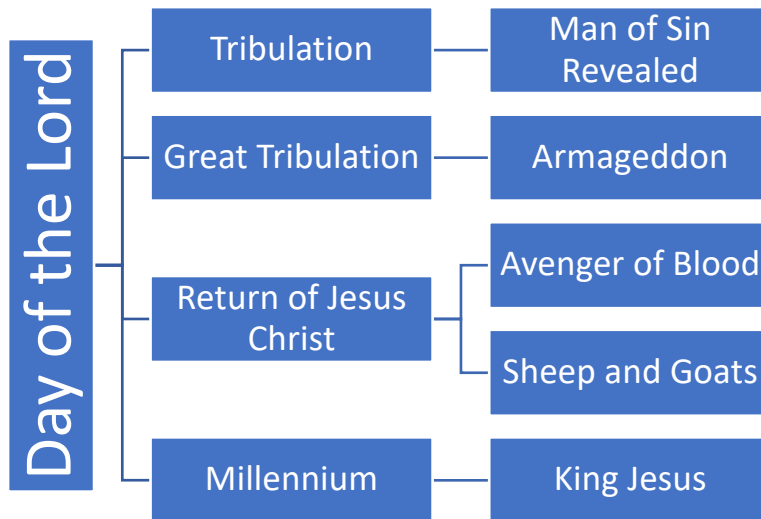 Day of the Lord
Tribulation
Man of Sin
Revealed
Great Tribulation
Armageddon
Return of Jesus
Christ
Avenger of Blood
Sheep and Goats
Millennium
King Jesus